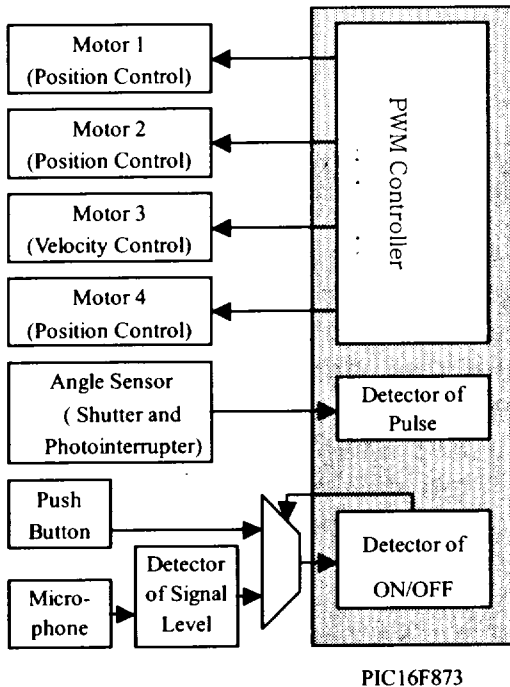 Motor 1
(Position Control)
Motor 2
(Position Control)
Motor 3
(Velocity Control)
Motor 4
(Position Control)
PWM Controller
Angle Sensor
( Shutter and
Photointerrupter)
Detector of
Pulse
Push
Button
Micro-
phone
Detector
of Signal
Level
Detector of
ON/OFF
PIC16F873